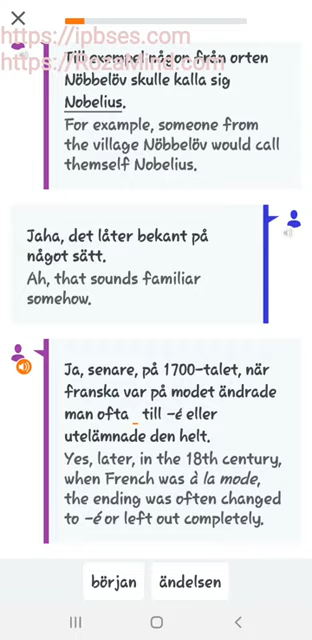 https://ipbses.com
https://RozaMind.com
Till exempel någon från orten
Nöbbelöv skulle kalla sig
Nobelius.
For example, someone from
the village Nöbbelöv would call
themself Nobelius.
Jaha, det låter bekant på
något sätt.
Ah, that sounds familiar
somehow.
Ja, senare, på 1700-talet, när
franska var på modet ändrade
man ofta _ till -é eller
utelämnade den helt.
Yes, later, in the 18th century,
when French was à la mode,
the ending was often changed
to -é or left out completely.
början ändelsen